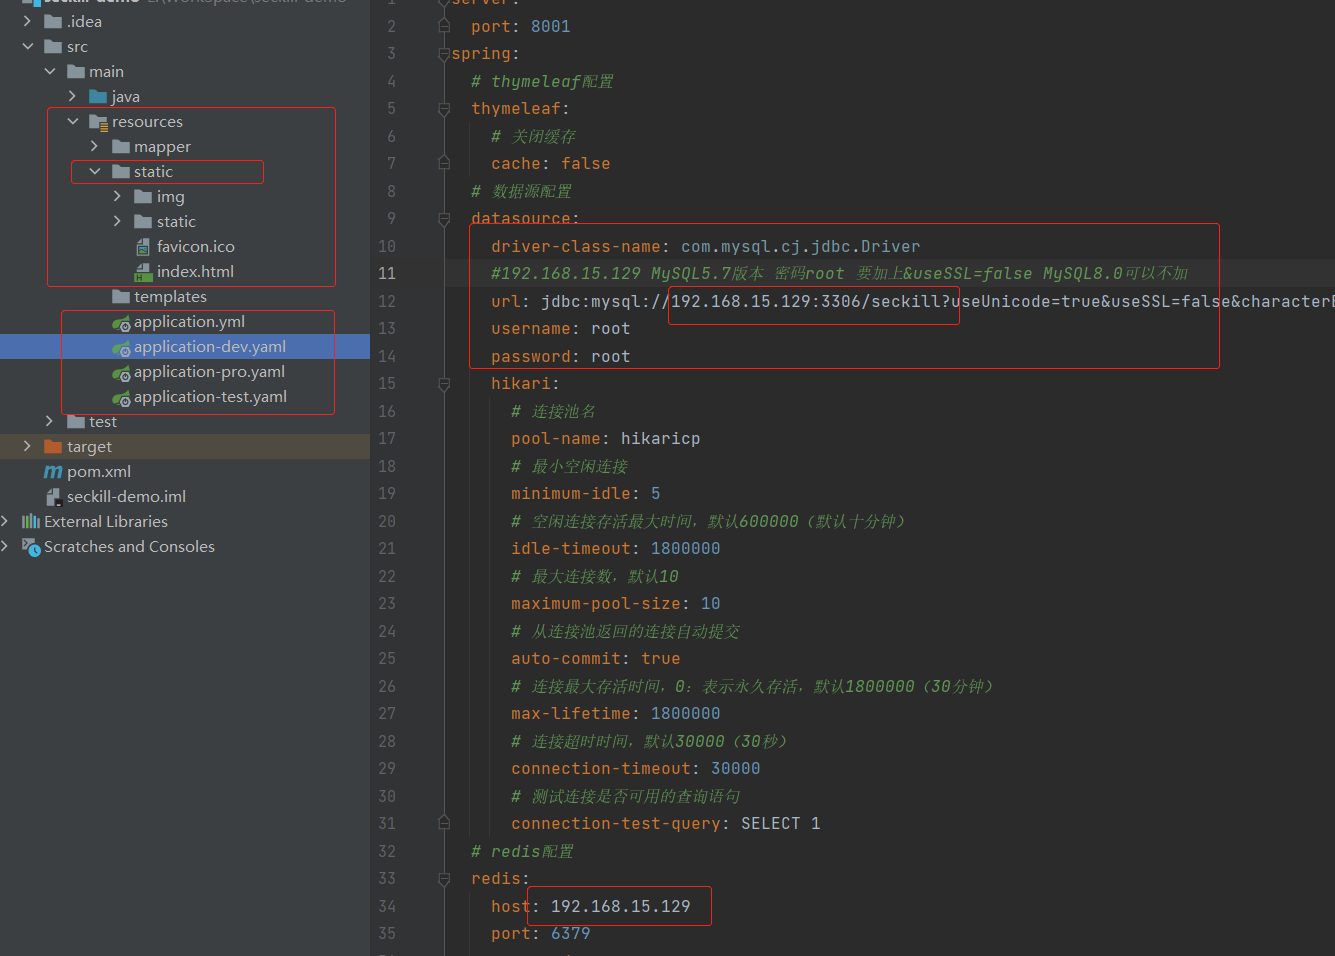 .idea
src
main
java
resources
mapper
static
img
static
favicon.ico
index.html
templates
application.yml
application-dev.yaml
application-pro.yaml
application-test.yaml
test
target
pom.xml
seckill-demo.iml
External Libraries
Scratches and Consoles
1 server:
2 port: 8001
3 spring:
4 # thymeleaf配置
5 thymeleaf:
6 # 关闭缓存
7 cache: false
8 # 数据源配置
9 datasource:
10 driver-class-name: com.mysql.cj.jdbc.Driver
11 #192.168.15.129 MySQL5.7版本 密码root 要加上&useSSL=false MySQL8.0可以不加
12 url: jdbc:mysql://192.168.15.129:3306/seckill?useUnicode=true&useSSL=false&characterE
13 username: root
14 password: root
15 hikari:
16 # 连接池名
17 pool-name: hikaricp
18 # 最小空闲连接
19 minimum-idle: 5
20 # 空闲连接存活最大时间，默认600000（默认十分钟）
21 idle-timeout: 1800000
22 # 最大连接数，默认10
23 maximum-pool-size: 10
24 # 从连接池返回的连接自动提交
25 auto-commit: true
26 # 连接最大存活时间，0：表示永久存活，默认1800000（30分钟）
27 max-lifetime: 1800000
28 # 连接超时时间，默认30000（30秒）
29 connection-timeout: 30000
30 # 测试连接是否可用的查询语句
31 connection-test-query: SELECT 1
32 # redis配置
33 redis:
34 host: 192.168.15.129
35 port: 6379